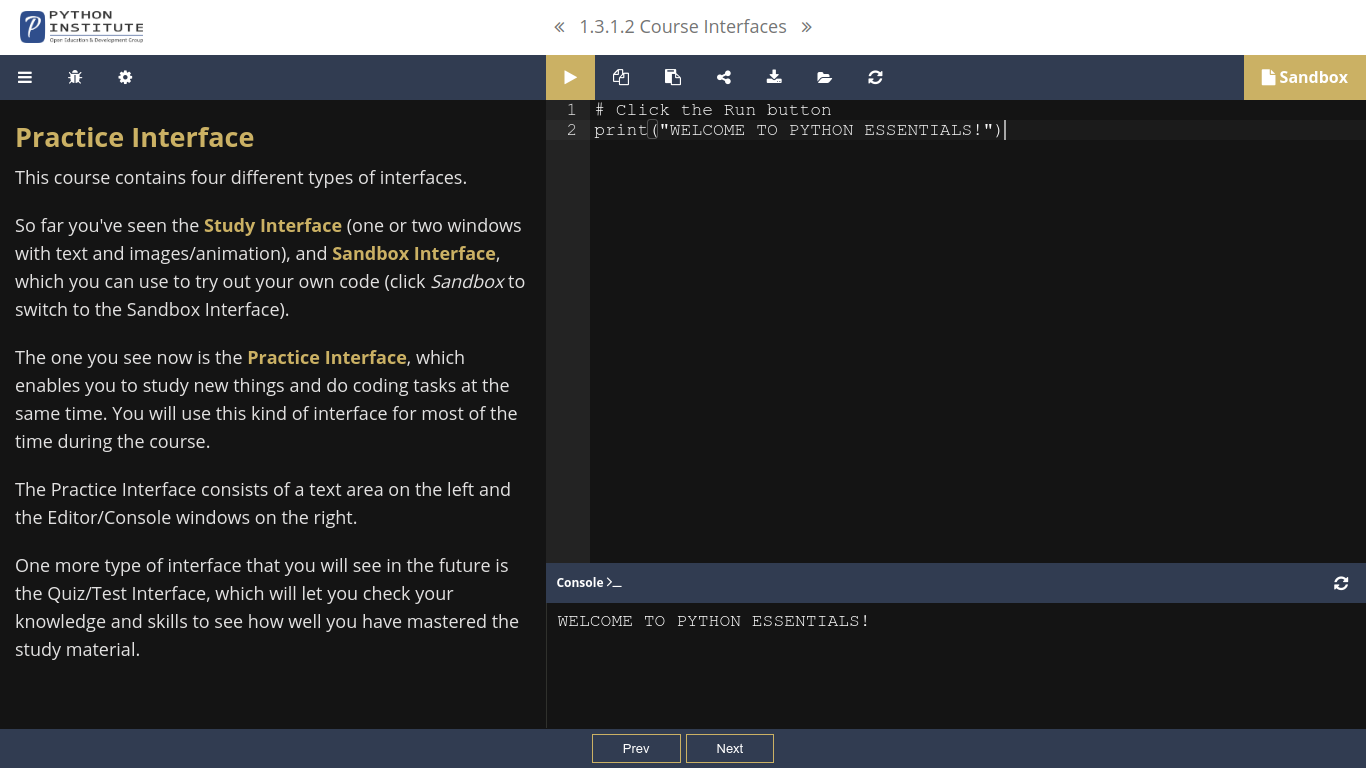 PYTHON
INSTITUTE
Open Education & Development Group
« 1.3.1.2 Course Interfaces »
Sandbox
Practice Interface
This course contains four different types of interfaces.
So far you've seen the Study Interface (one or two windows
with text and images/animation), and Sandbox Interface,
which you can use to try out your own code (click Sandbox to
switch to the Sandbox Interface).
The one you see now is the Practice Interface, which
enables you to study new things and do coding tasks at the
same time. You will use this kind of interface for most of the
time during the course.
The Practice Interface consists of a text area on the left and
the Editor/Console windows on the right.
One more type of interface that you will see in the future is
the Quiz/Test Interface, which will let you check your
knowledge and skills to see how well you have mastered the
study material.
1 # Click the Run button
2 print("WELCOME TO PYTHON ESSENTIALS!")
Console >_
WELCOME TO PYTHON ESSENTIALS!
Prev
Next